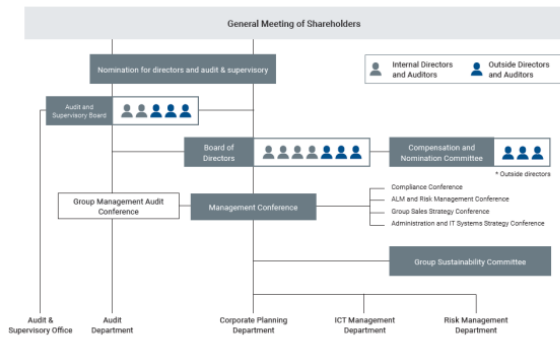 General Meeting of Shareholders
Nomination for directors and audit & supervisory
Internal Directors
and Auditors
Outside Directors
and Auditors
Audit and
Supervisory Board
Board of
Directors
Compensation and
Nomination Committee
* Outside directors
Group Management Audit
Conference
Management Conference
Compliance Conference
ALM and Risk Management Conference
Group Sales Strategy Conference
Administration and IT Systems Strategy Conference
Group Sustainability Committee
Audit &
Supervisory Office
Audit
Department
Corporate Planning
Department
ICT Management
Department
Risk Management
Department